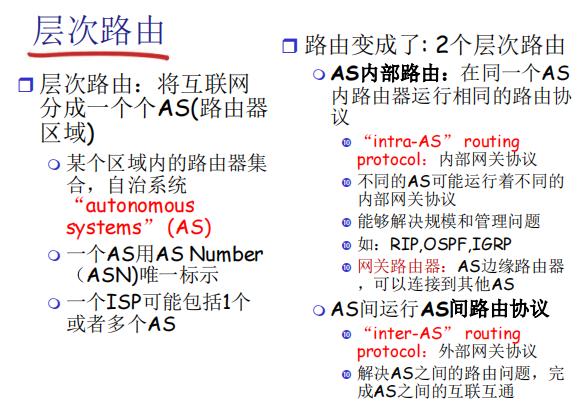 层次路由
层次路由：将互联网
分成一个个AS(路由器
区域)
某个区域内的路由器集
合，自治系统
“autonomous
systems” (AS)
一个AS用AS Number
（ASN)唯一标示
一个ISP可能包括1个
或者多个AS
路由变成了: 2个层次路由
AS内部路由：在同一个AS
内路由器运行相同的路由协
议
“intra-AS” routing
protocol：内部网关协议
不同的AS可能运行着不同的
内部网关协议
能够解决规模和管理问题
如：RIP,OSPF,IGRP
网关路由器：AS边缘路由器
，可以连接到其他AS
AS间运行AS间路由协议
“inter-AS” routing
protocol：外部网关协议
解决AS之间的路由问题，完
成AS之间的互联互通